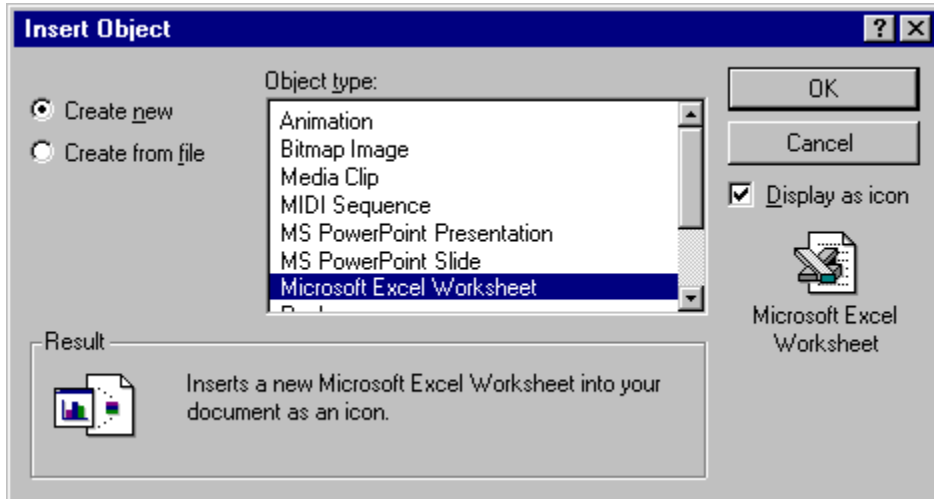 Insert Object
Object type:
Create new
Create from file
Animation
Bitmap Image
Media Clip
MIDI Sequence
MS PowerPoint Presentation
MS PowerPoint Slide
Microsoft Excel Worksheet
OK
Cancel
Display as icon
Microsoft Excel
Worksheet
Result
Inserts a new Microsoft Excel Worksheet into your
document as an icon.